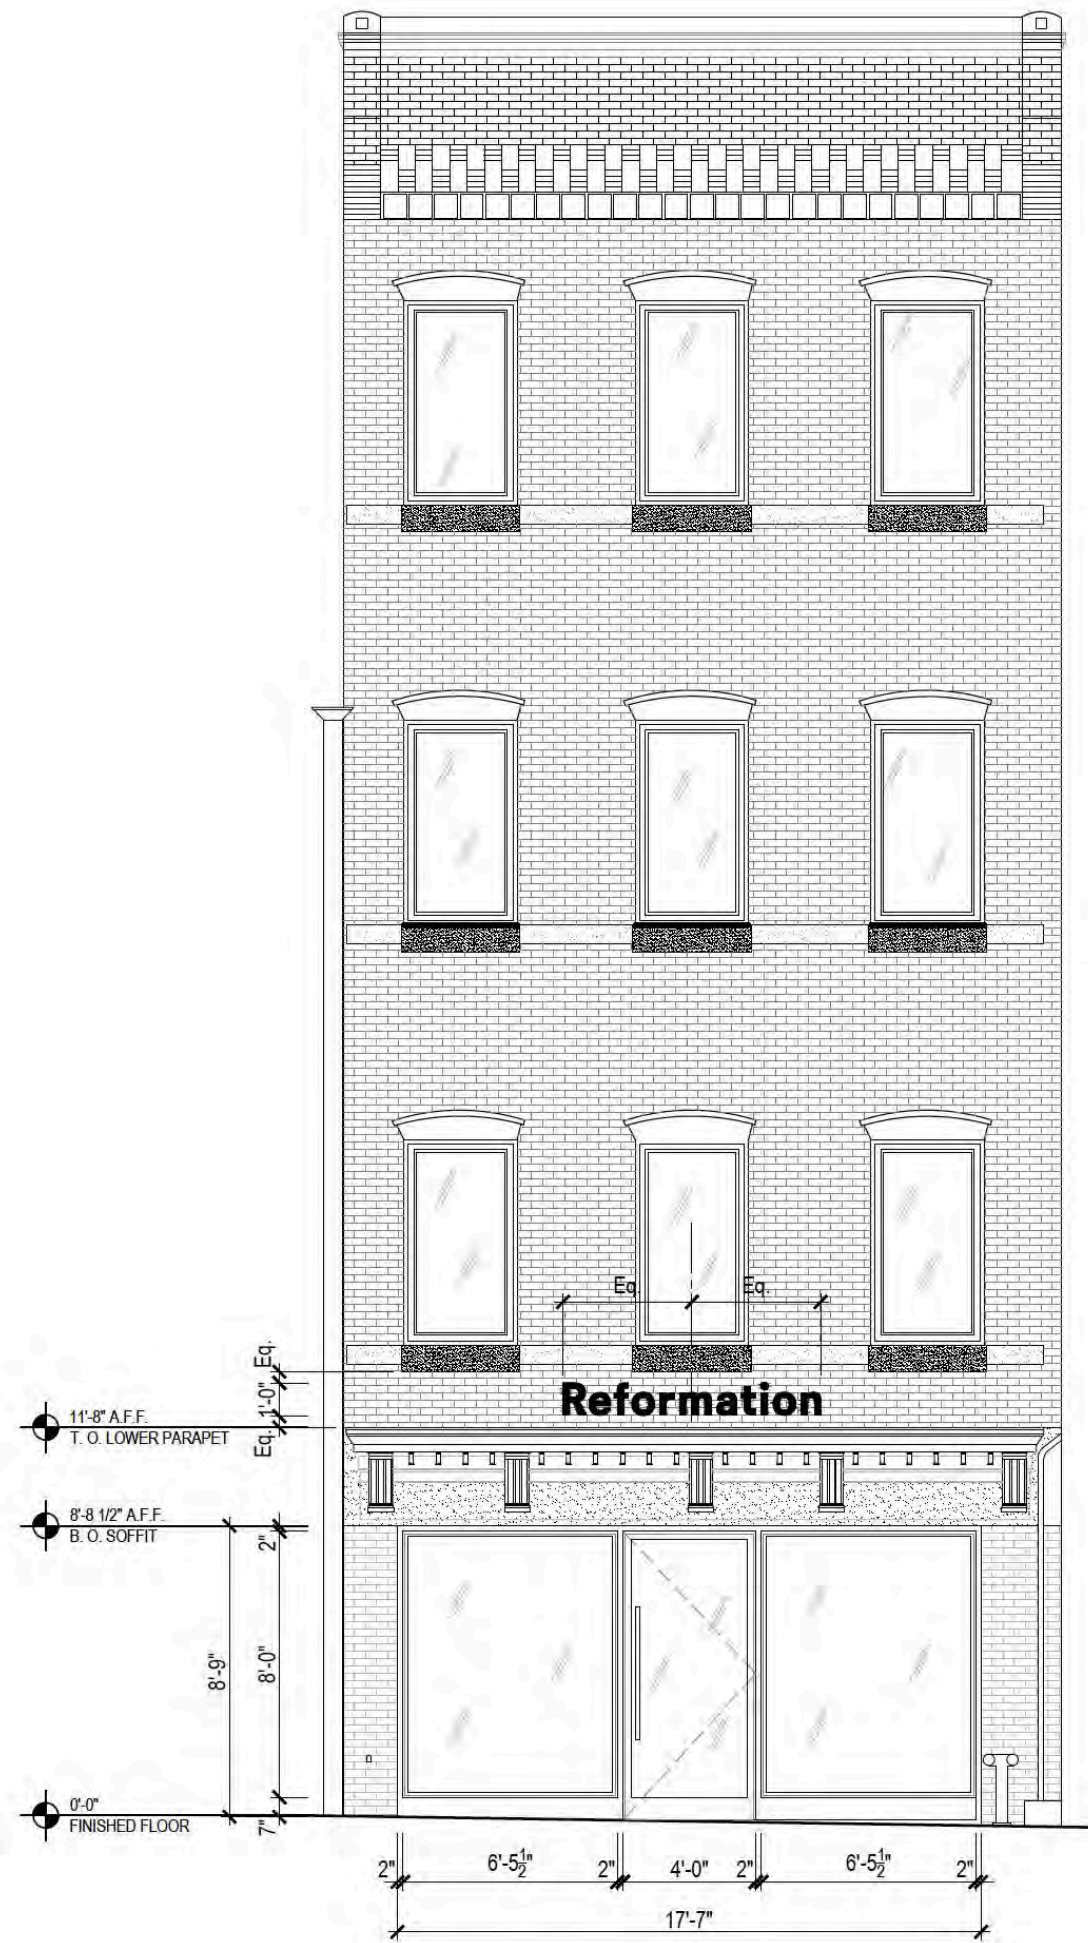 Eq. Eq.
Eq.
1'-0"
Eq.
Reformation
11'-8" A.F.F.
T. O. LOWER PARAPET
8'-8 1/2" A.F.F.
B. O. SOFFIT
2"
8'-9"
8'-0"
0'-0"
FINISHED FLOOR
7"
2" 6'-5½" 2" 4'-0" 2" 6'-5½" 2"
17'-7"